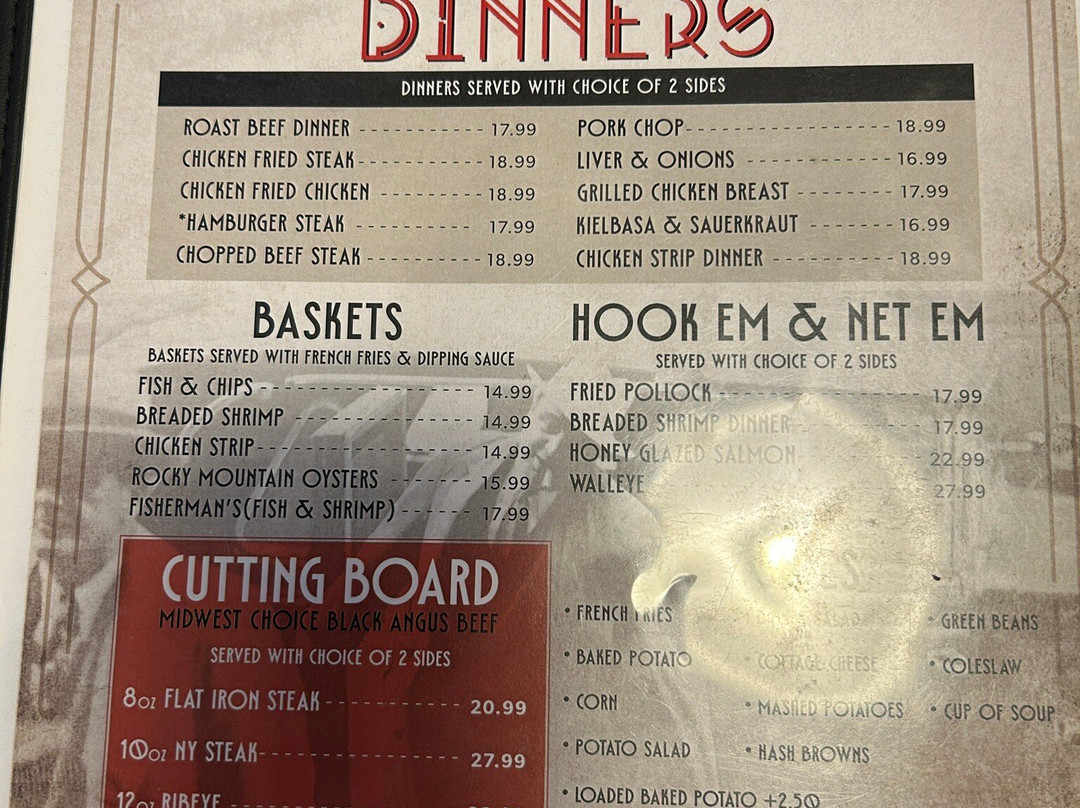 DINNERS
DINNERS SERVED WITH CHOICE OF 2 SIDES
ROAST BEEF DINNER ----------- 17.99
CHICKEN FRIED STEAK ----------- 18.99
CHICKEN FRIED CHICKEN -------- 18.99
*HAMBURGER STEAK ---------- 17.99
CHOPPED BEEF STEAK ---------- 18.99
PORK CHOP ----------------- 18.99
LIVER & ONIONS ------------ 16.99
GRILLED CHICKEN BREAST -------- 17.99
KIELBASA & SAUERKRAUT ------- 16.99
CHICKEN STRIP DINNER ---------- 18.99
BASKETS
BASKETS SERVED WITH FRENCH FRIES & DIPPING SAUCE
FISH & CHIPS ----------------- 14.99
BREADED SHRIMP -------------- 14.99
CHICKEN STRIP ----------------- 14.99
ROCKY MOUNTAIN OYSTERS ------- 15.99
FISHERMAN'S(FISH & SHRIMP) ------ 17.99
HOOK EM & NET EM
SERVED WITH CHOICE OF 2 SIDES
FRIED POLLOCK ---------------- 17.99
BREADED SHRIMP DINNER ---------- 17.99
HONEY GLAZED SALMON ---------- 22.99
WALLEYE 27.99
CUTTING BOARD
MIDWEST CHOICE BLACK ANGUS BEEF
SERVED WITH CHOICE OF 2 SIDES
8oz FLAT IRON STEAK ----------- 20.99
10oz NY STEAK ---------------- 27.99
12oz RIBEYE
• FRENCH FRIES
• BAKED POTATO
• CORN
• POTATO SALAD
• LOADED BAKED POTATO +2.50
SALAD
• COTTAGE CHEESE
• MASHED POTATOES
• HASH BROWNS
• GREEN BEANS
• COLESLAW
• CUP OF SOUP